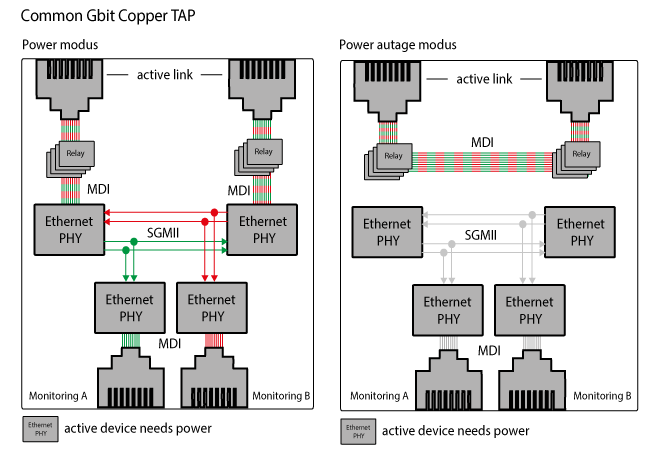 Common Gbit Copper TAP
Power modus
active link
Relay
Relay
MDI
MDI
Ethernet
PHY
SGMII
Ethernet
PHY
Ethernet
PHY
Ethernet
PHY
MDI
Monitoring A
Monitoring B
Ethernet
PHY
active device needs power
Power autage modus
active link
MDI
Relay
Relay
Ethernet
PHY
SGMII
Ethernet
PHY
Ethernet
PHY
Ethernet
PHY
MDI
Monitoring A
Monitoring B
Ethernet
PHY
active device needs power